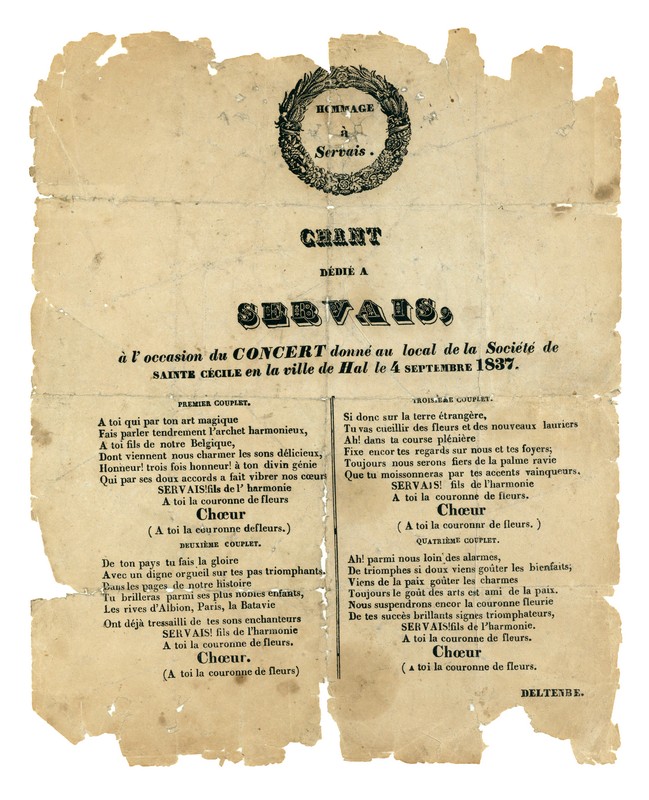 HOMMAGE
à
Servais.
CHANT
DÉDIÉ A
SERVAIS,
à l'occasion du CONCERT donné au local de la Société de
SAINTE CÉCILE en la ville de Hal le 4 SEPTEMBRE 1837.
PREMIER COUPLET.
A toi qui par ton art magique
Fais parler tendrement l'archet harmonieux,
A toi fils de notre Belgique,
Dont viennent nous charmer les sons délicieux,
Honneur! trois fois honneur! à ton divin génie
Qui par ses doux accords a fait vibrer nos cœurs
SERVAIS!fils de l' harmonie
A toi la couronne de fleurs
Chœur
( A toi la couronne defleurs.)
DEUXIÈME COUPLET.
De ton pays tu fais la gloire
Avec un digne orgueil sur tes pas triomphants.
Dans les pages de notre histoire
Tu brilleras parmi ses plus nobles enfants,
Les rives d'Albion, Paris, la Batavie
Ont déjà tressailli de tes sons enchanteurs
SERVAIS! fils de l'harmonie
A toi la couronne de fleurs.
Chœur.
(A toi la couronne de fleurs)
TROISIÈME COUPLET.
Si donc sur la terre étrangère,
Tu vas cueillir des fleurs et des nouveaux lauriers
Ah! dans ta course plénière
Fixe encor tes regards sur nous et tes foyers;
Toujours nous serons fiers de la palme ravie
Que tu moissonneras par tes accents vainqueurs.
SERVAIS! fils de l'harmonie
A toi la couronne de fleurs.
Chœur
( A toi la couronne de fleurs. )
QUATRIÈME COUPLET.
Ah! parmi nous loin des alarmes,
De triomphes si doux viens goûter les bienfaits;
Viens de la paix goûter les charmes
Toujours le goût des arts est ami de la paix.
Nous suspendrons encor la couronne fleurie
De tes succès brillants signes triomphateurs,
SERVAIS!fils de l'harmonie.
A toi la couronne de fleurs.
Chœur
( A toi la couronne de fleurs.
DELTENRE.